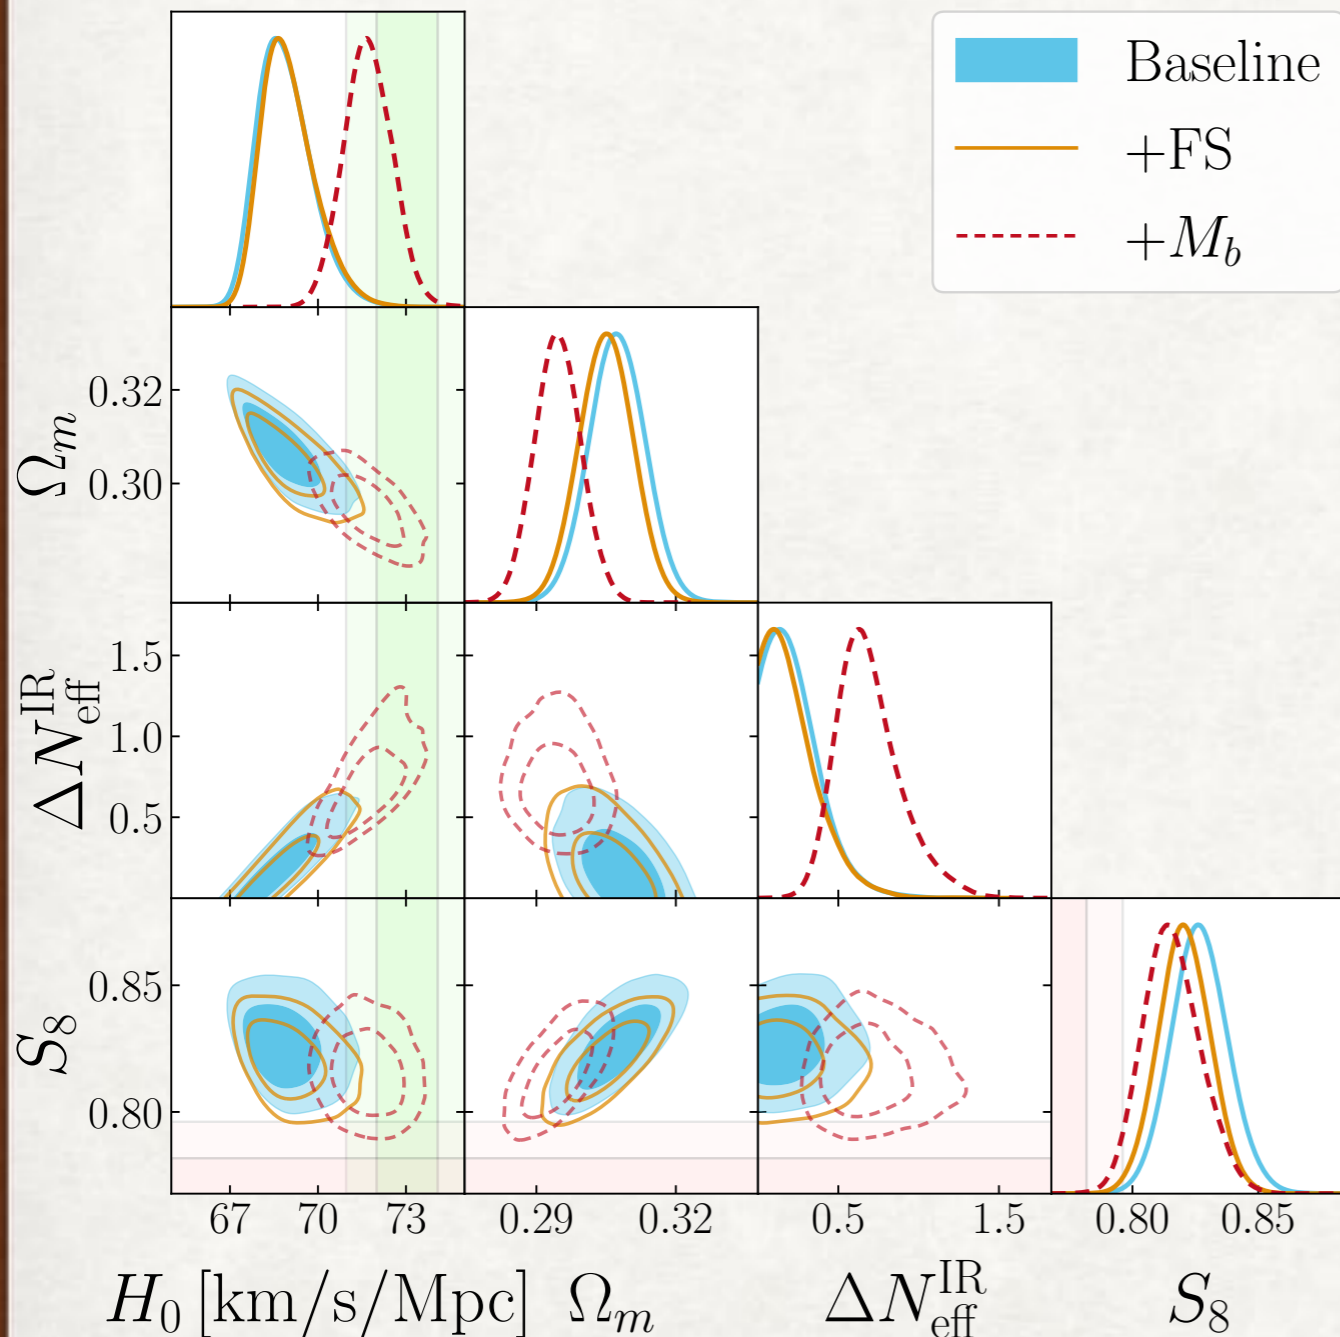 Baseline
+FS
+M_b
Ω_m
0.32
0.30
ΔN_eff^IR
1.5
1.0
0.5
S_8
0.85
0.80
67 70 73 0.29 0.32 0.5 1.5 0.80 0.85
H_0 [km/s/Mpc] Ω_m ΔN_eff^IR S_8